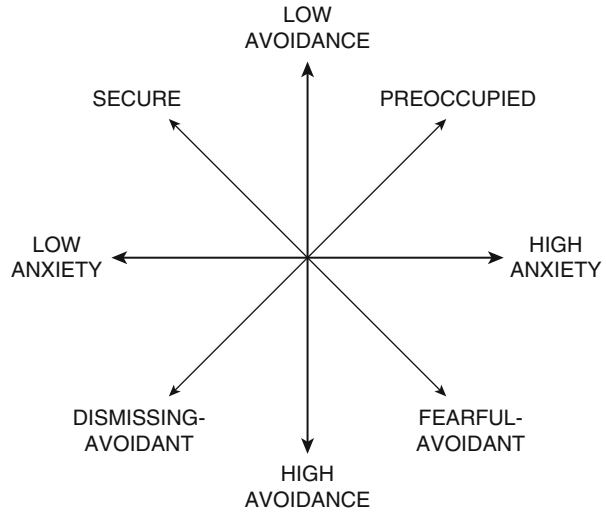 LOW
AVOIDANCE
SECURE
PREOCCUPIED
LOW
ANXIETY
HIGH
ANXIETY
DISMISSING-
AVOIDANT
FEARFUL-
AVOIDANT
HIGH
AVOIDANCE